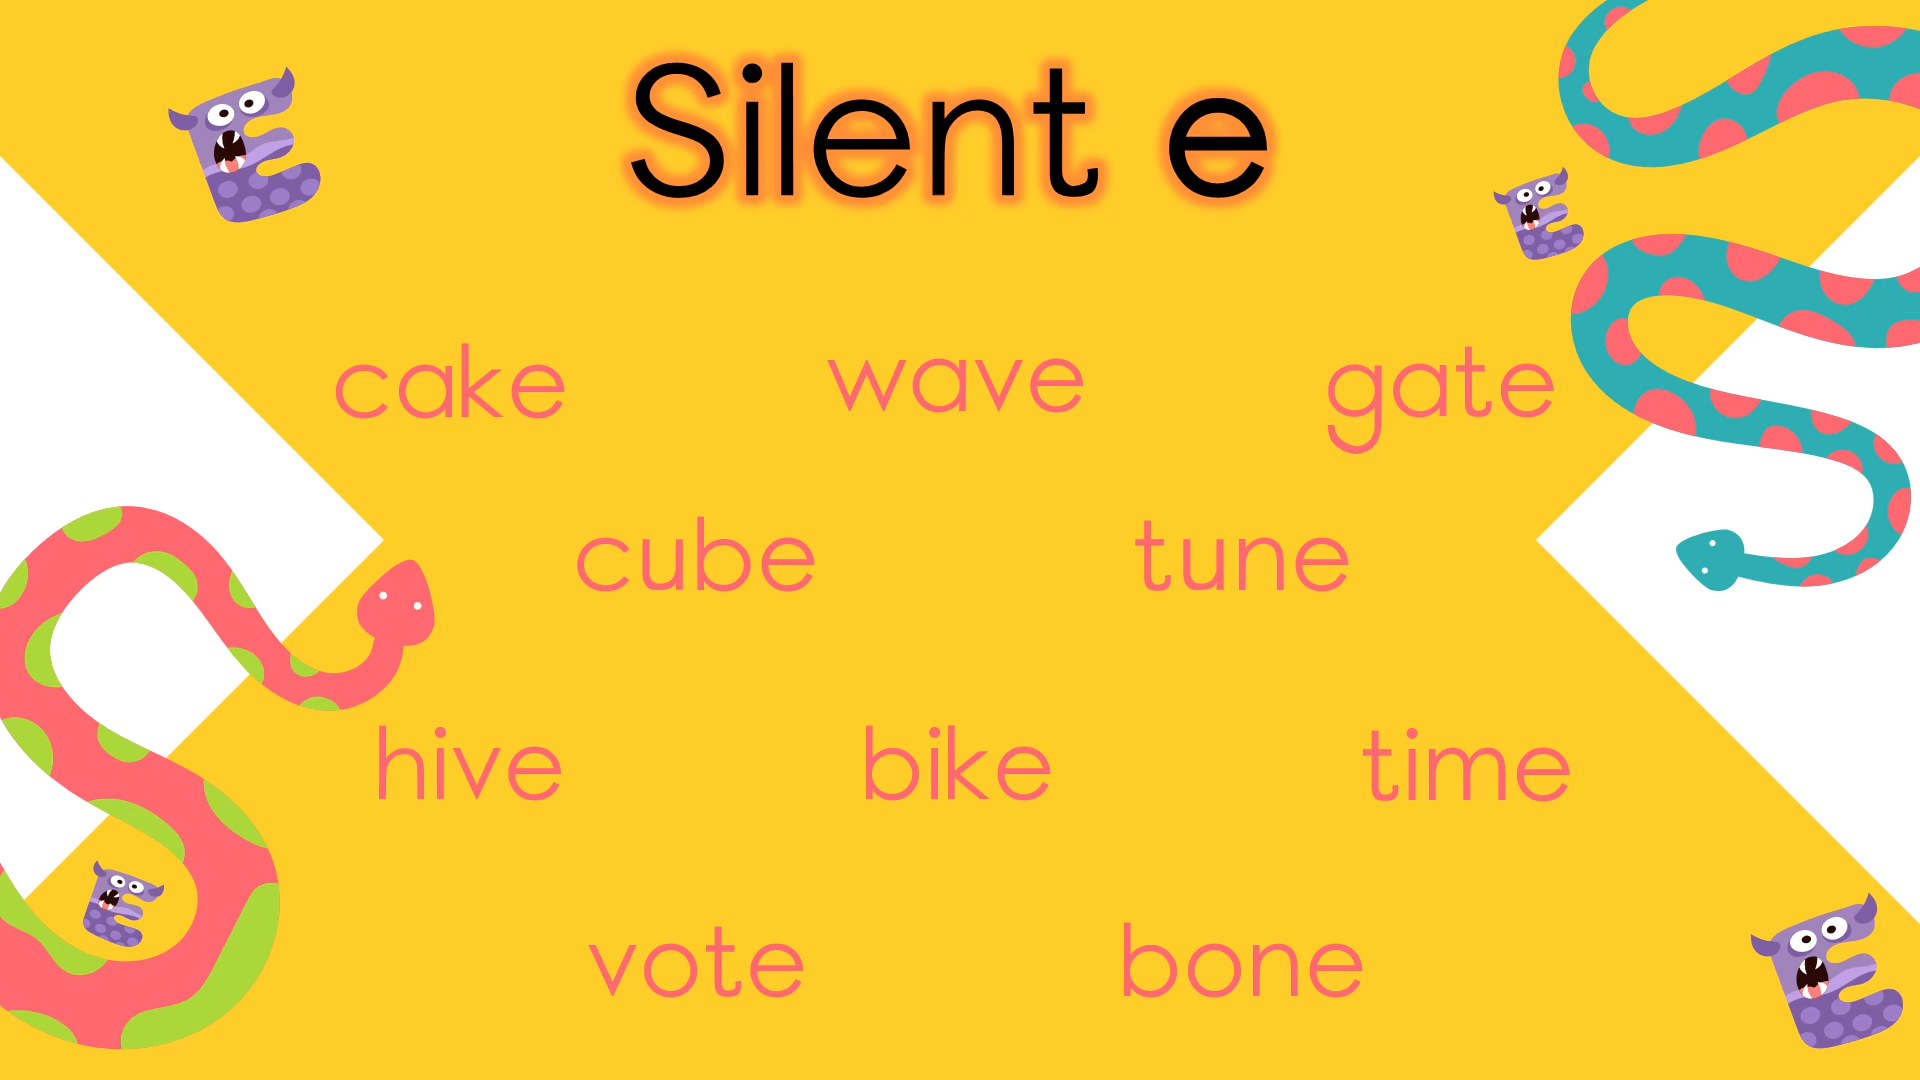 Silent e
cake wave gate
cube tune
hive bike time
vote bone